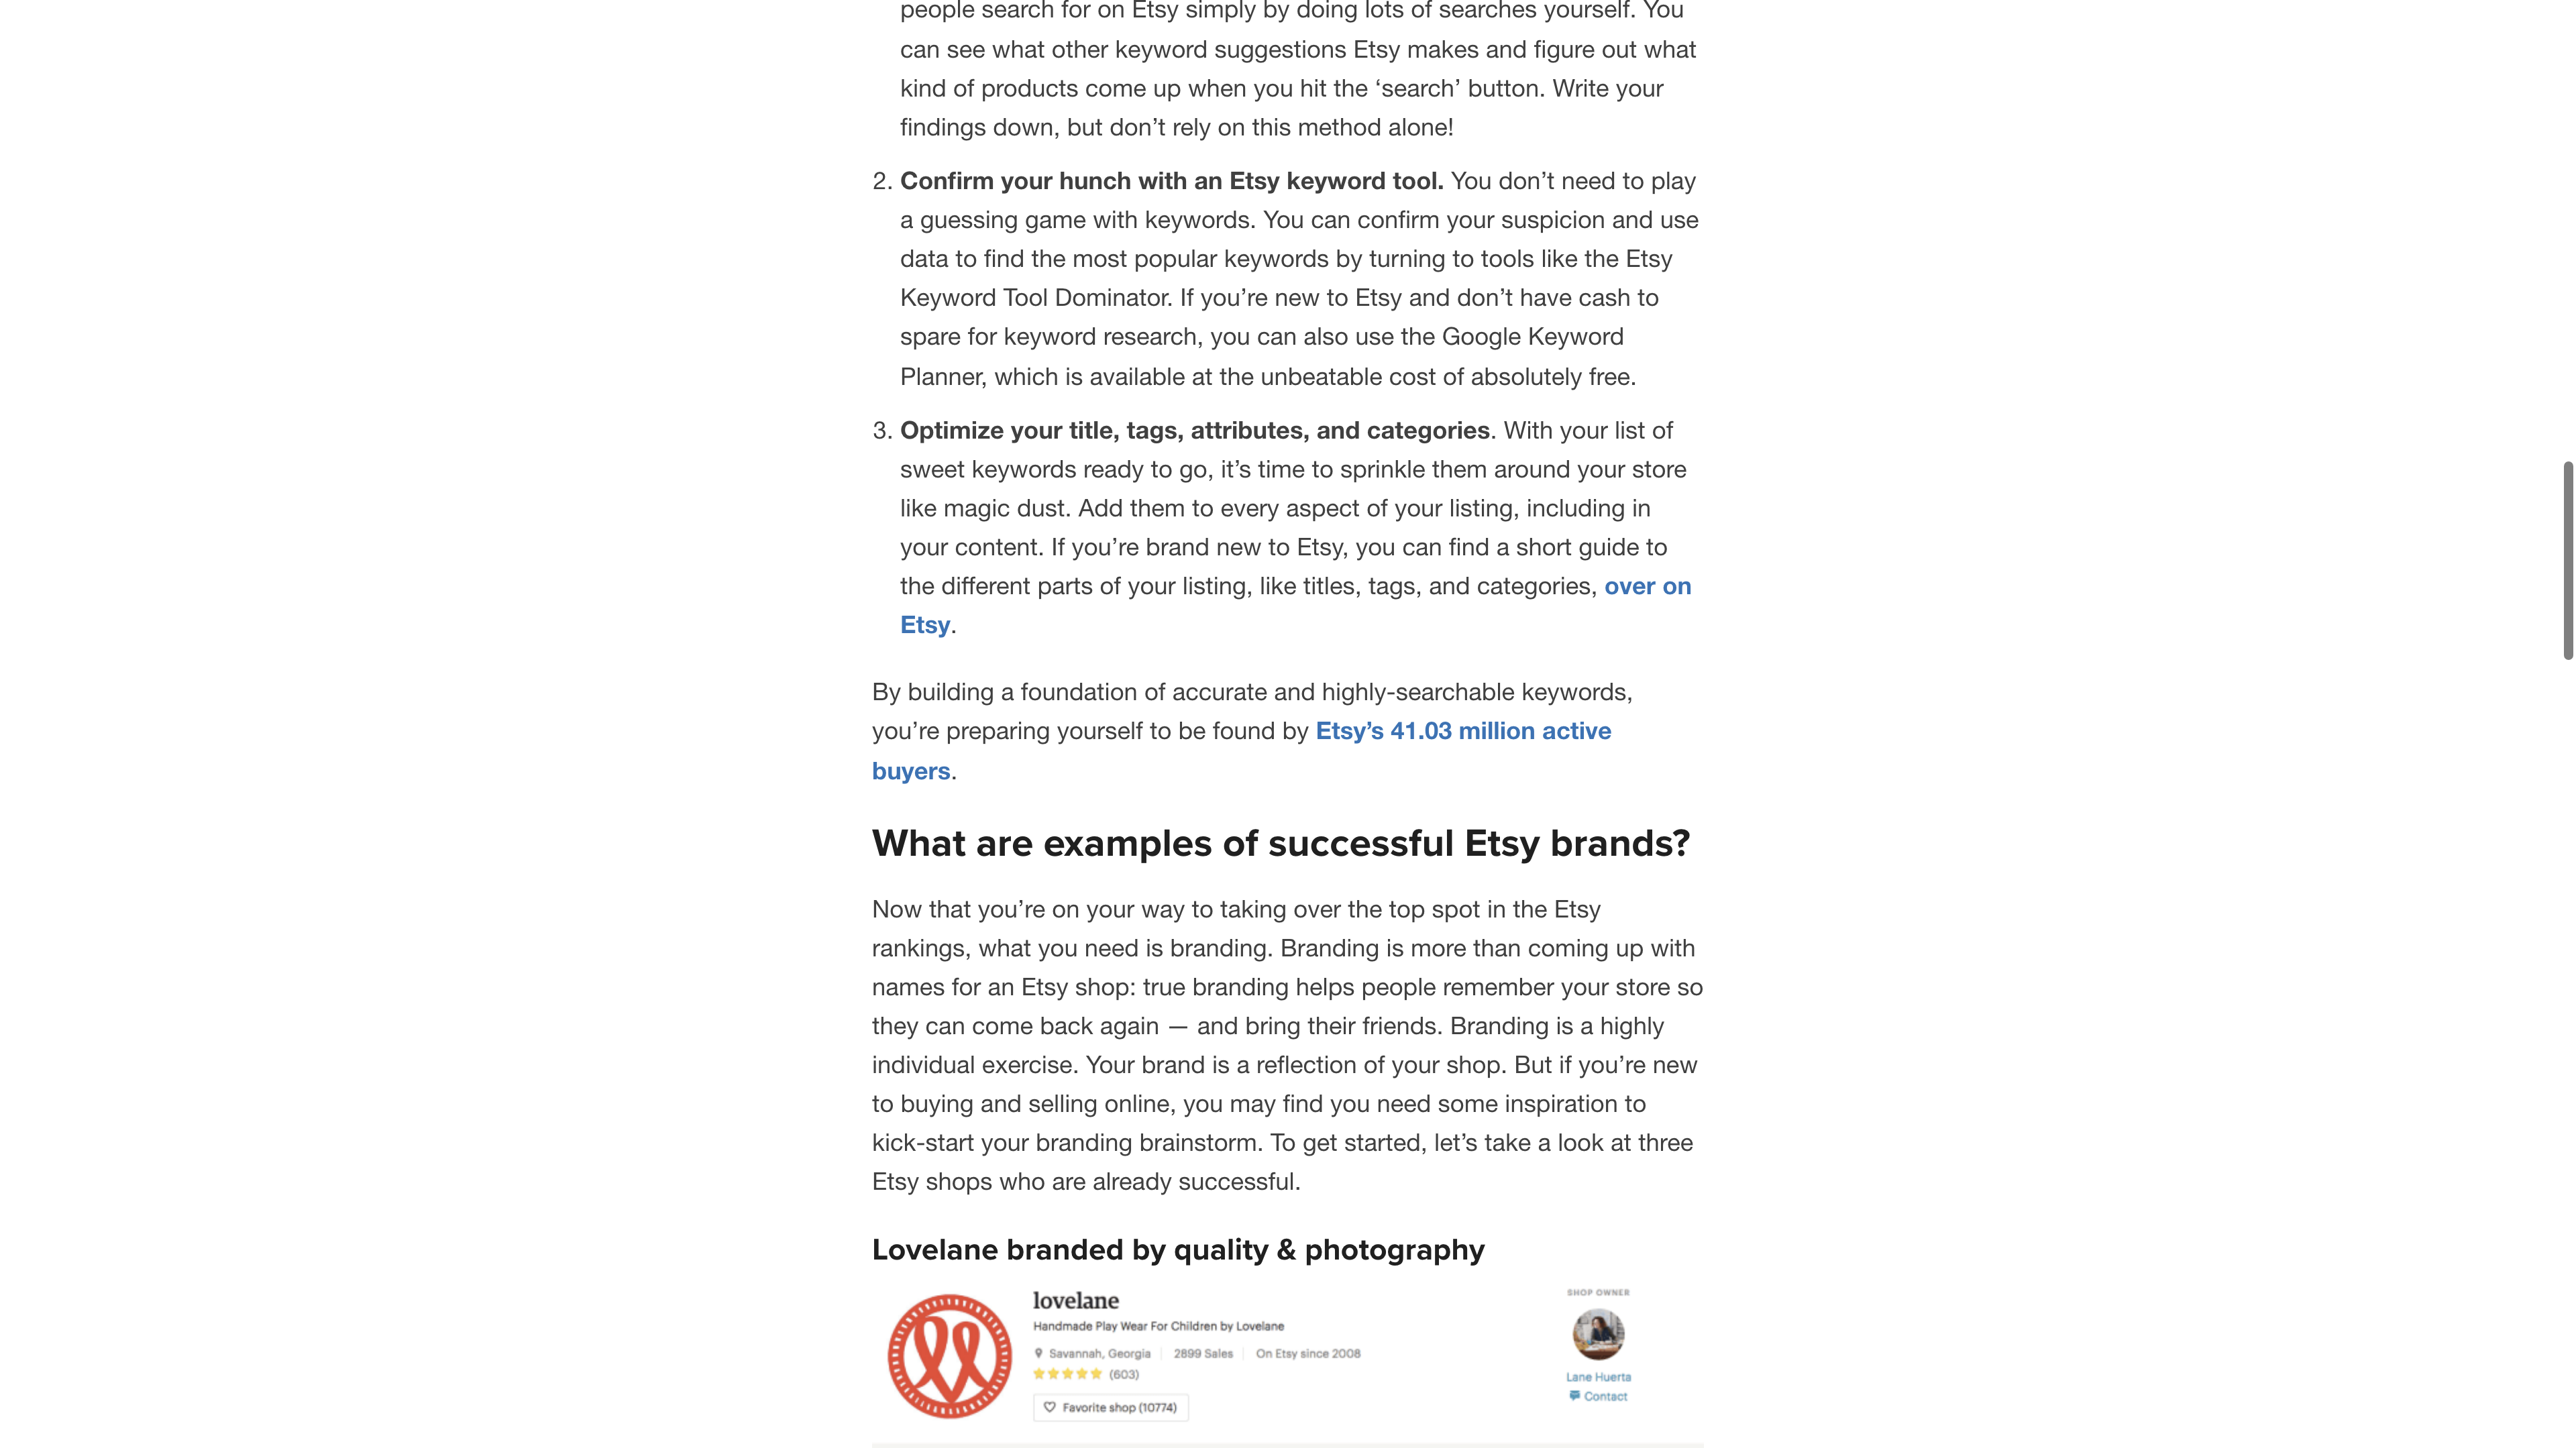 people search for on Etsy simply by doing lots of searches yourself. You
can see what other keyword suggestions Etsy makes and figure out what
kind of products come up when you hit the ‘search’ button. Write your
findings down, but don’t rely on this method alone!
2. Confirm your hunch with an Etsy keyword tool. You don’t need to play
a guessing game with keywords. You can confirm your suspicion and use
data to find the most popular keywords by turning to tools like the Etsy
Keyword Tool Dominator. If you’re new to Etsy and don’t have cash to
spare for keyword research, you can also use the Google Keyword
Planner, which is available at the unbeatable cost of absolutely free.
3. Optimize your title, tags, attributes, and categories. With your list of
sweet keywords ready to go, it’s time to sprinkle them around your store
like magic dust. Add them to every aspect of your listing, including in
your content. If you’re brand new to Etsy, you can find a short guide to
the different parts of your listing, like titles, tags, and categories, over on
Etsy.
By building a foundation of accurate and highly-searchable keywords,
you’re preparing yourself to be found by Etsy’s 41.03 million active
buyers.
What are examples of successful Etsy brands?
Now that you’re on your way to taking over the top spot in the Etsy
rankings, what you need is branding. Branding is more than coming up with
names for an Etsy shop: true branding helps people remember your store so
they can come back again — and bring their friends. Branding is a highly
individual exercise. Your brand is a reflection of your shop. But if you’re new
to buying and selling online, you may find you need some inspiration to
kick-start your branding brainstorm. To get started, let’s take a look at three
Etsy shops who are already successful.
Lovelane branded by quality & photography
lovelane
Handmade Play Wear For Children by Lovelane
Savannah, Georgia | 2899 Sales | On Etsy since 2008
(603)
Favorite shop (10774)
SHOP OWNER
Lane Huerta
Contact